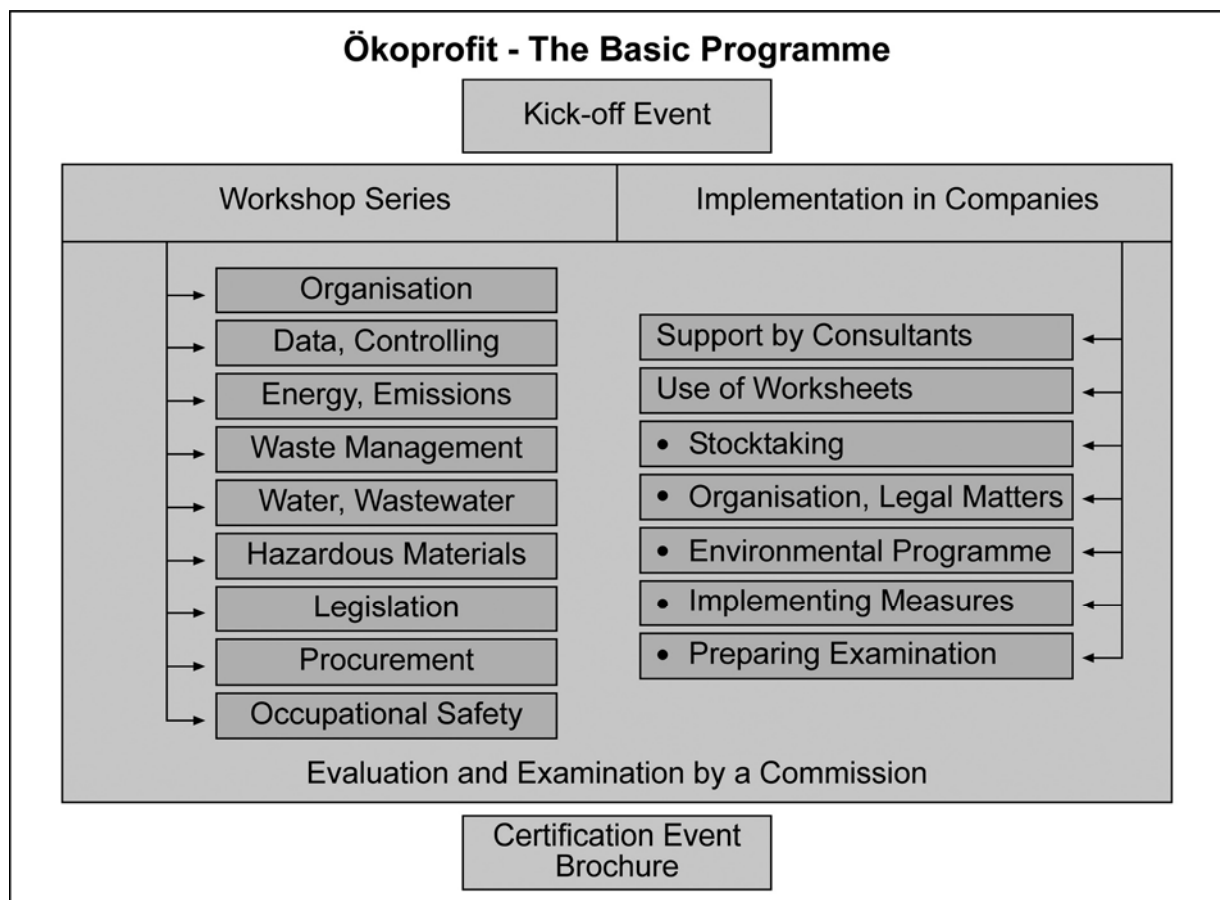 Ökoprofit - The Basic Programme
Kick-off Event
Workshop Series
Implementation in Companies
Organisation
Data, Controlling
Energy, Emissions
Waste Management
Water, Wastewater
Hazardous Materials
Legislation
Procurement
Occupational Safety
Support by Consultants
Use of Worksheets
• Stocktaking
• Organisation, Legal Matters
• Environmental Programme
• Implementing Measures
• Preparing Examination
Evaluation and Examination by a Commission
Certification Event
Brochure